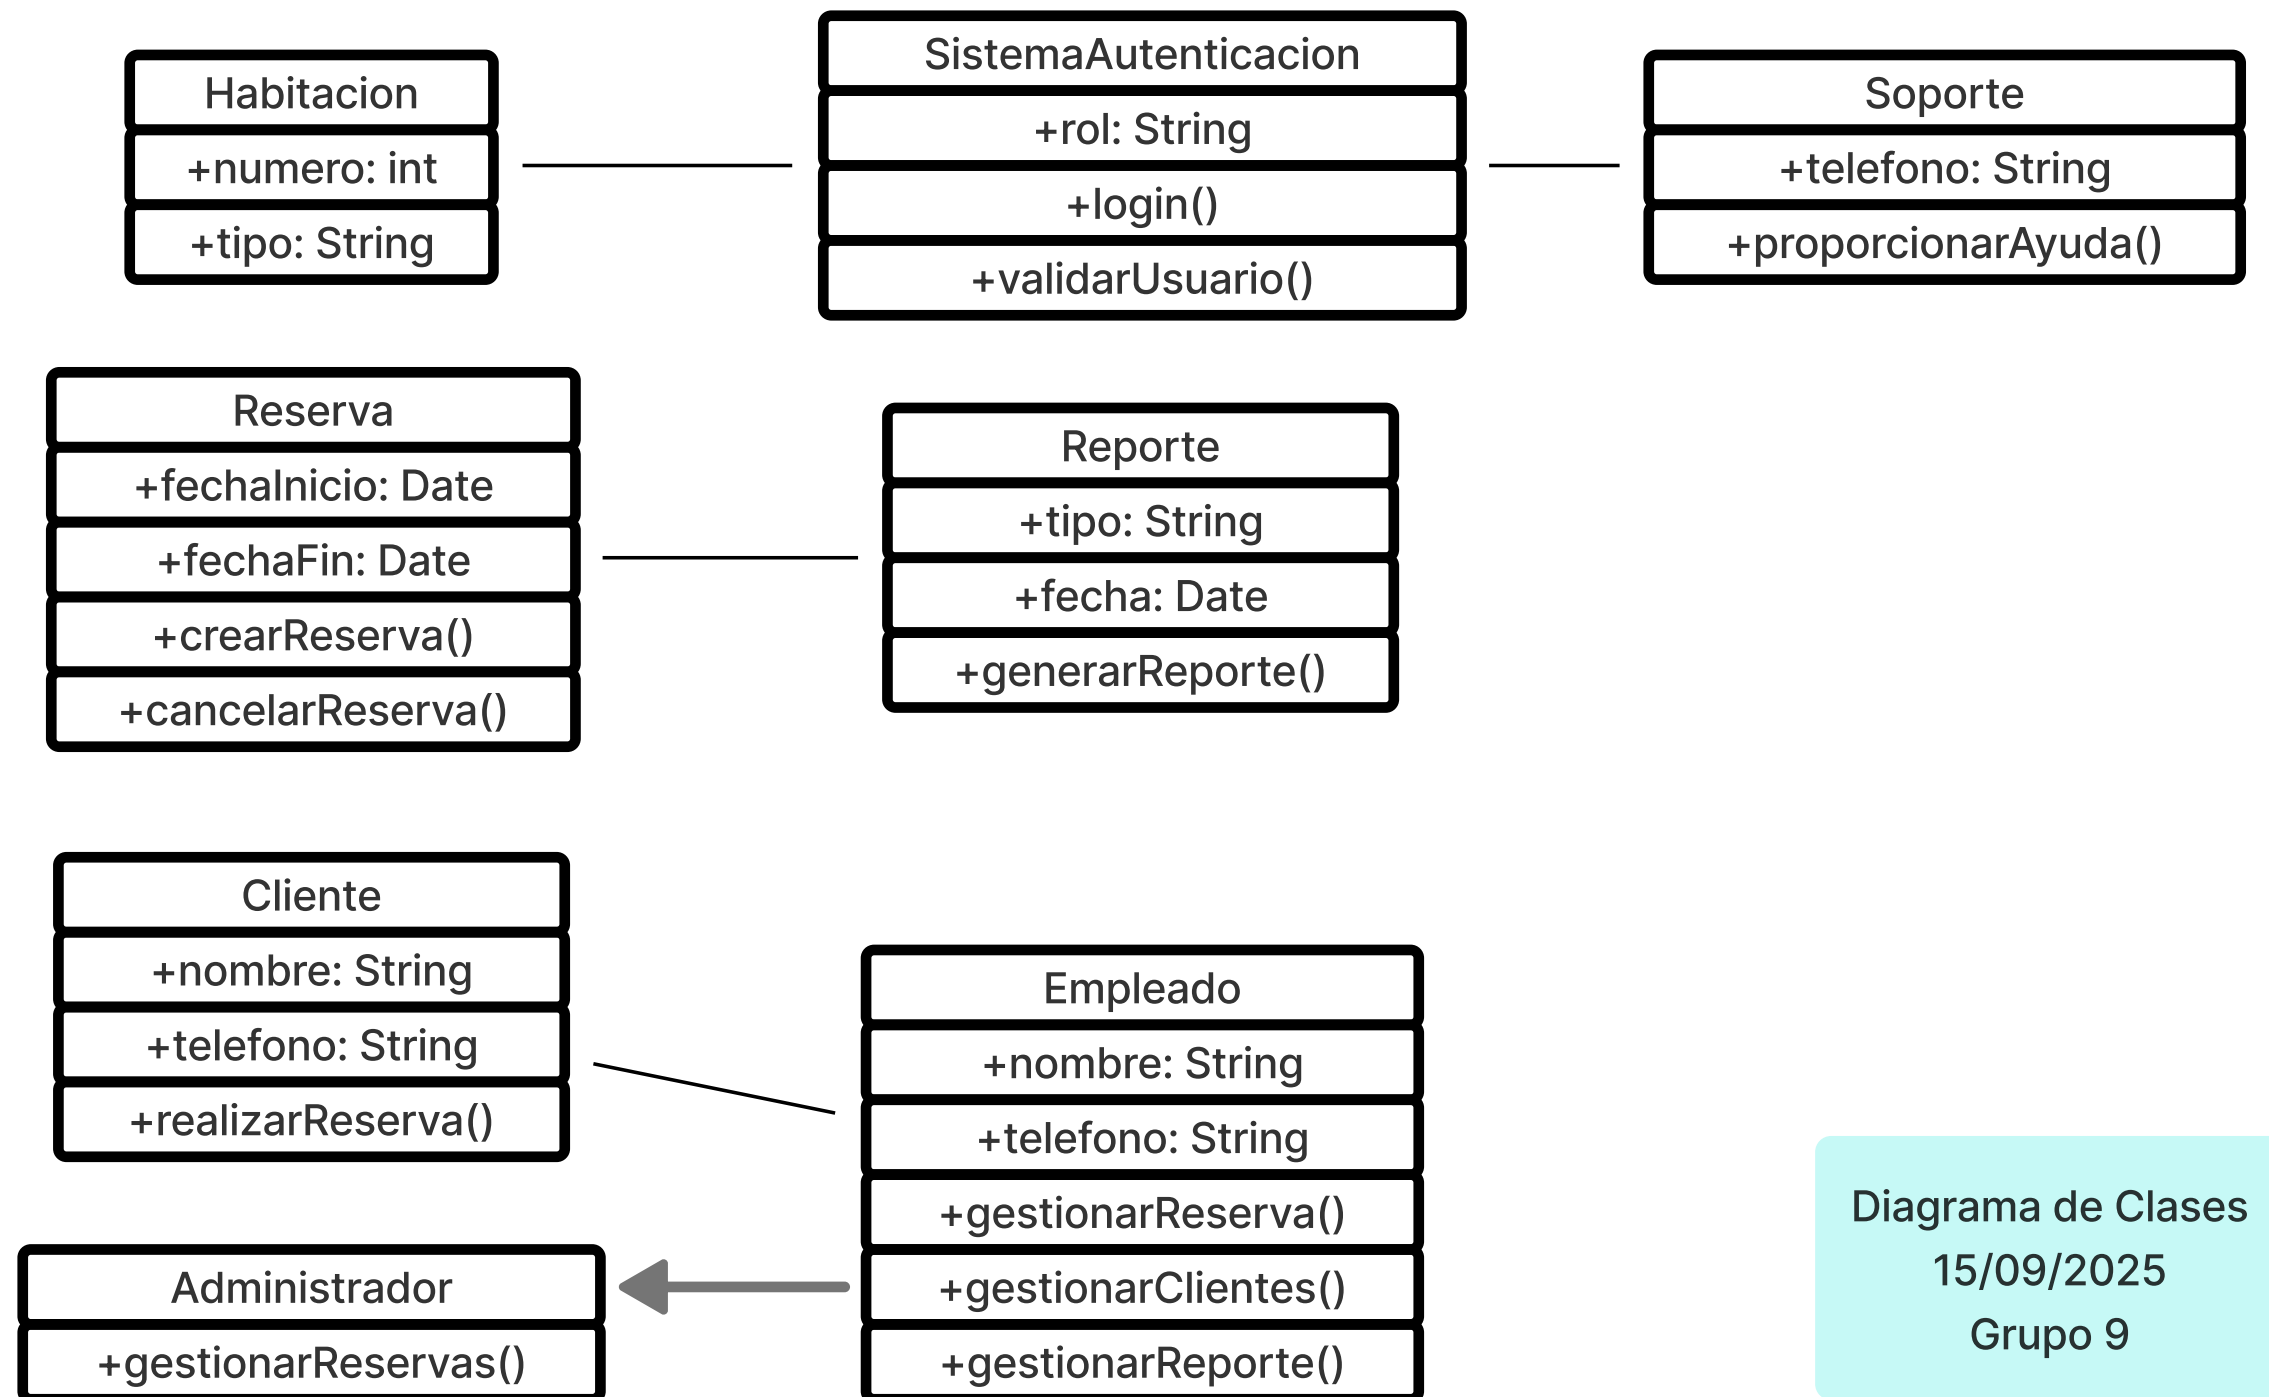 Habitacion
+numero: int
+tipo: String
SistemaAutenticacion
+rol: String
+login()
+validarUsuario()
Soporte
+telefono: String
+proporcionarAyuda()
Reserva
+fechaInicio: Date
+fechaFin: Date
+crearReserva()
+cancelarReserva()
Reporte
+tipo: String
+fecha: Date
+generarReporte()
Cliente
+nombre: String
+telefono: String
+realizarReserva()
Empleado
+nombre: String
+telefono: String
+gestionarReserva()
+gestionarClientes()
+gestionarReporte()
Administrador
+gestionarReservas()
Diagrama de Clases
15/09/2025
Grupo 9